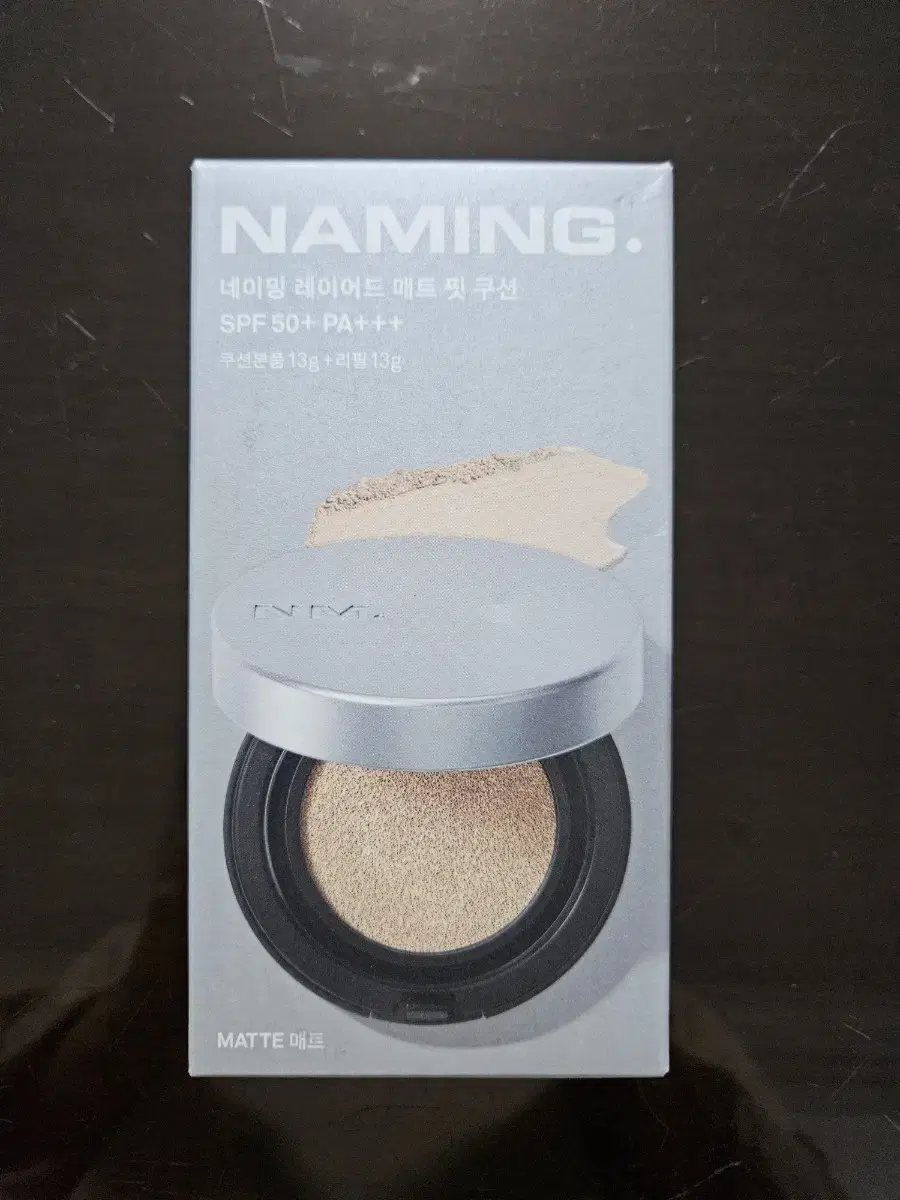 NAMING.
네이밍 레이어드 매트 핏 쿠션
SPF 50+ PA+++
쿠션본품 13g + 리필 13g
NM.
MATTE 매트